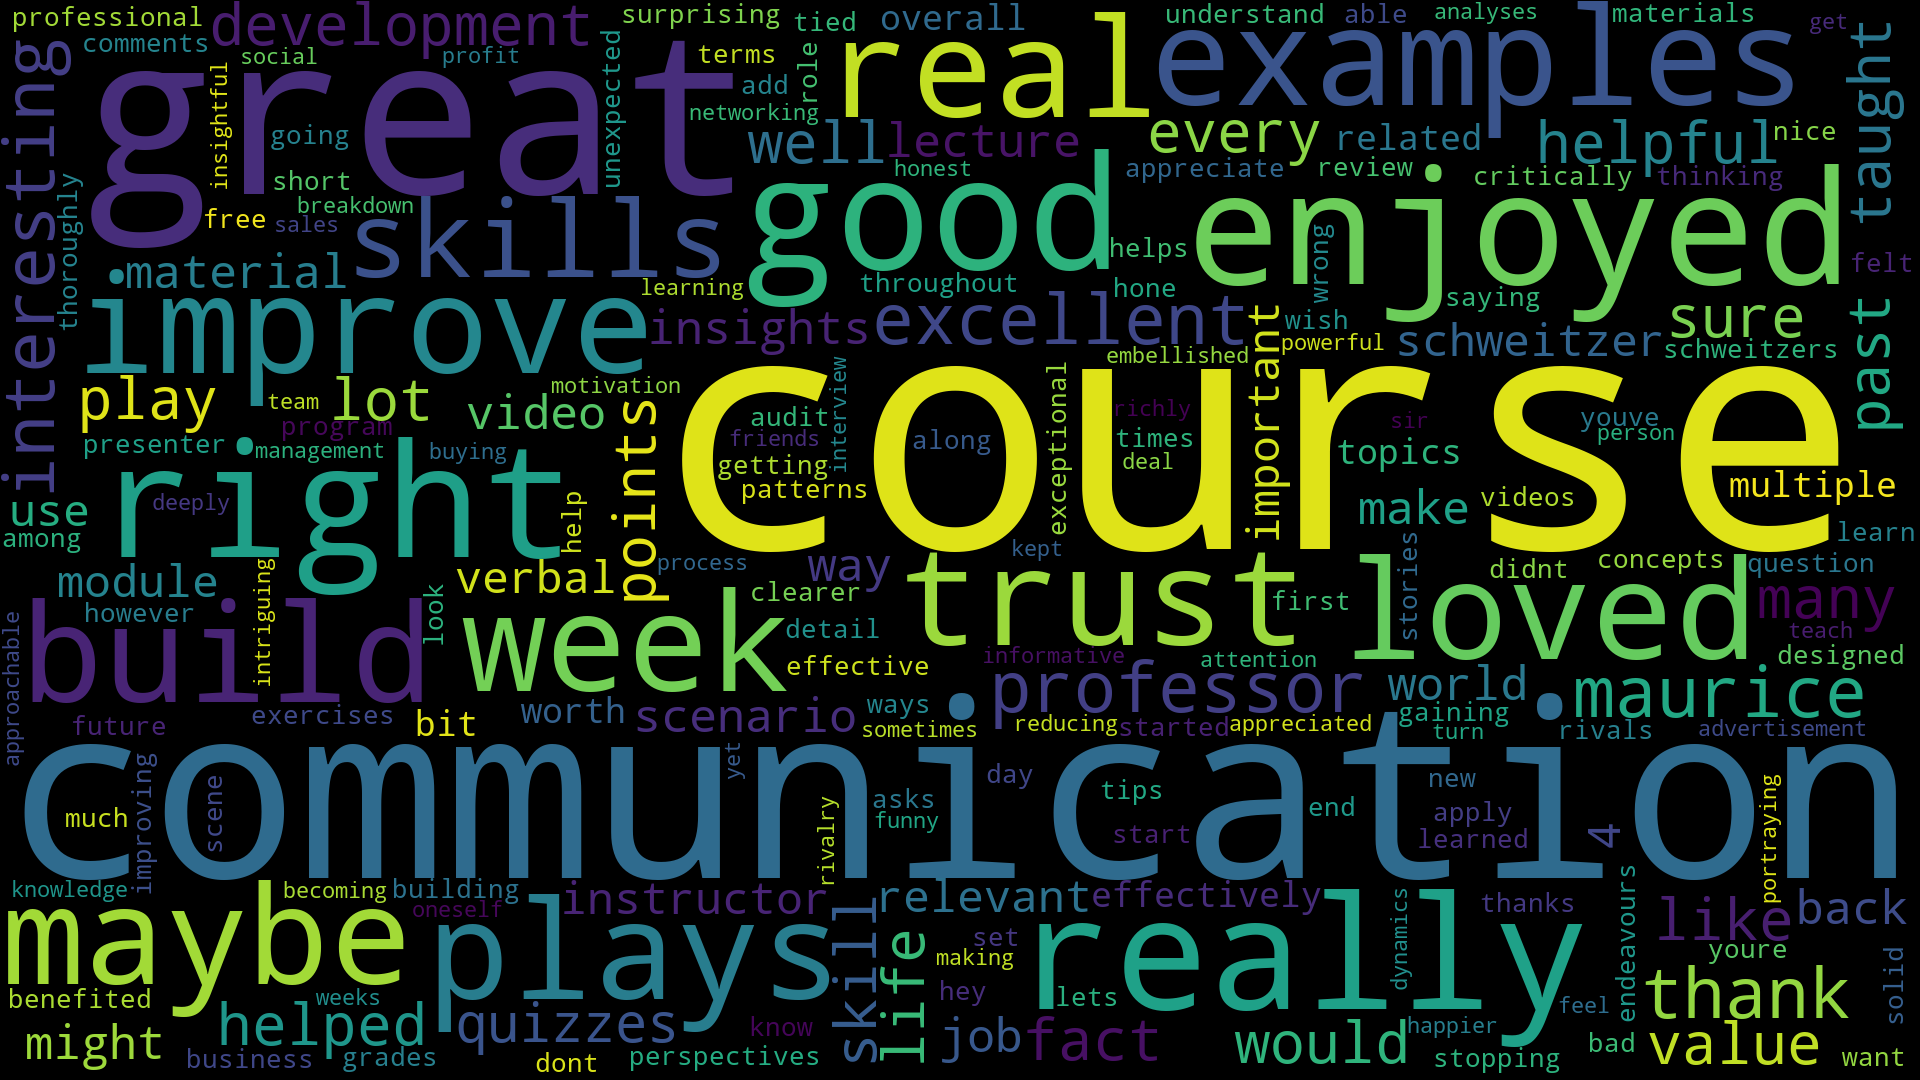 professional
development
surprising
tied
overall
understand
able
analyses
materials
get
comments
social
profit
unexpected
terms
role
real
examples
taught
interesting
great
insightful
add
networking
going
well
lecture
every
related
helpful
nice
short
honest
appreciate
review
critically
thinking
thoroughly
breakdown
free
sales
skills
good
enjoyed
helps
wrong
felt
material
learning
throughout
hone
saying
past
improve
insights
excellent
important
wish
powerful
schweitzer
sure
schweitzers
embellished
play
team
lot
motivation
video
points
interview
course
exceptional
richly
sir
youve
person
program
audit
friends
along
times
deal
topics
presenter
management
buying
getting
patterns
videos
multiple
right
deeply
use
help
make
learn
among
process
kept
way
trust
stories
didnt
concepts
question
module
intriguing
verbal
clearer
first
loved
many
however
look
week
detail
teach
approachable
build
effective
informative
attention
designed
professor
world
maurice
future
exercises
bit
worth
scenario
ways
sometimes
reducing
started
appreciated
gaining
turn
rivals
advertisement
communication
yet
day
new
improving
scene
much
asks
funny
tips
end
apply
learned
4
portraying
rivalry
start
knowledge
becoming
building
oneself
instructor
relevant
effectively
thanks
like
back
maybe
plays
skill
life
set
making
really
dynamics
endeavours
youre
solid
benefited
weeks
hey
lets
feel
thank
might
helped
quizzes
know
job
fact
would
happier
stopping
bad
value
want
business
grades
dont
perspectives